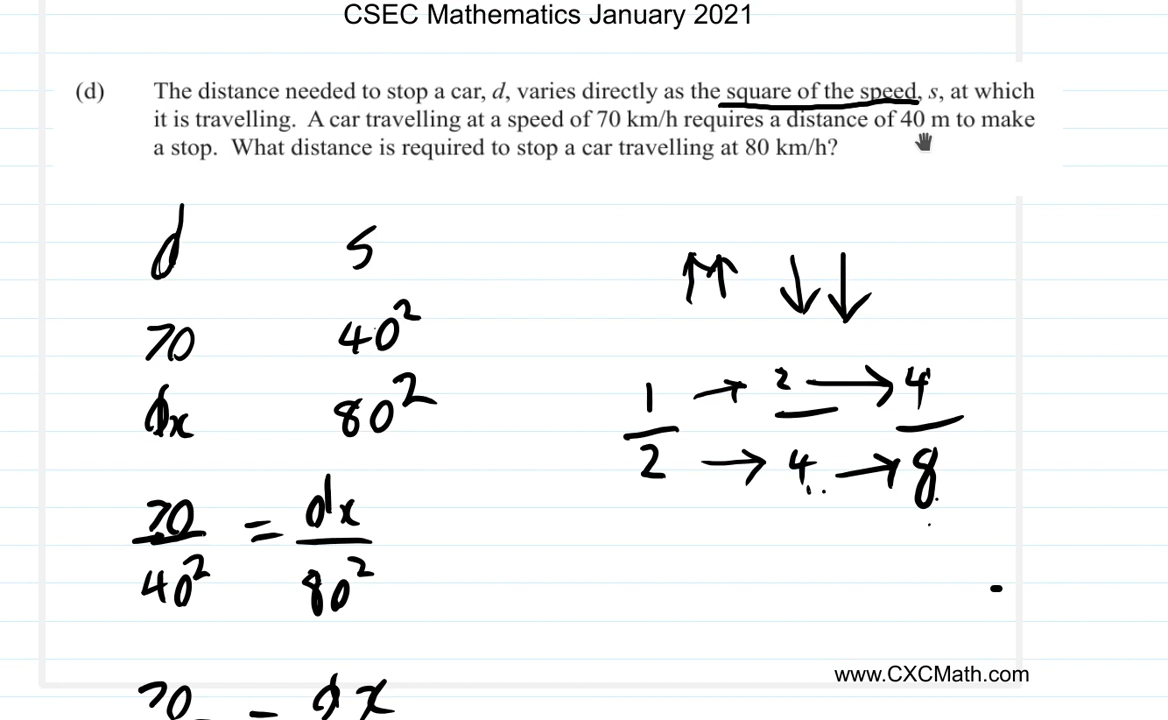 CSEC Mathematics January 2021
(d) The distance needed to stop a car, d, varies directly as the square of the speed, s, at which
it is travelling. A car travelling at a speed of 70 km/h requires a distance of 40 m to make
a stop. What distance is required to stop a car travelling at 80 km/h?
d s
70 40²
dx 80²
1/2 → 2/4 → 4/8
70/40² = dx/80²
www.CXCMath.com
70 = dx